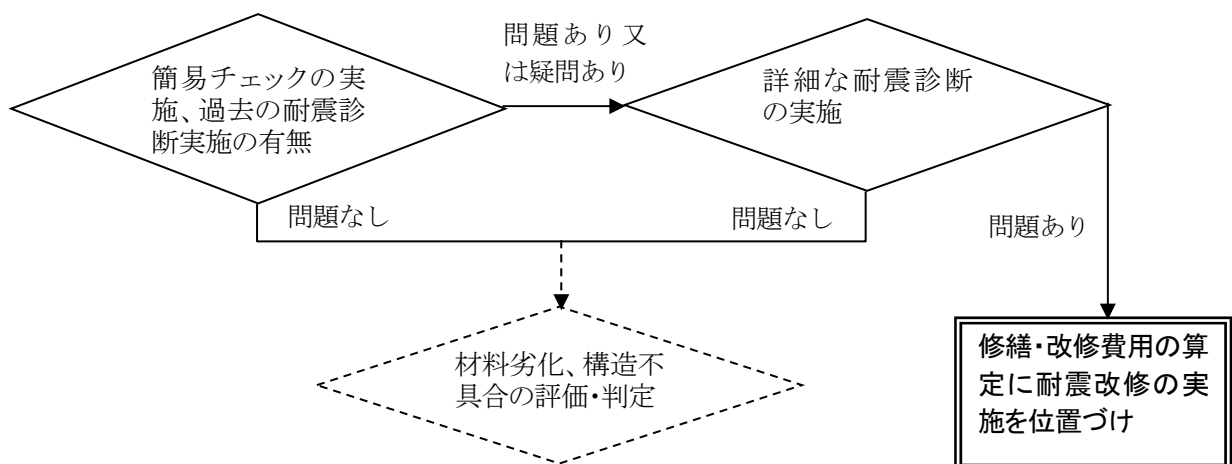 簡易チェックの実
施、過去の耐震診
断実施の有無
問題あり又
は疑問あり
詳細な耐震診断
の実施
問題なし
問題なし
問題あり
材料劣化、構造不
具合の評価・判定
修繕・改修費用の算
定に耐震改修の実
施を位置づけ